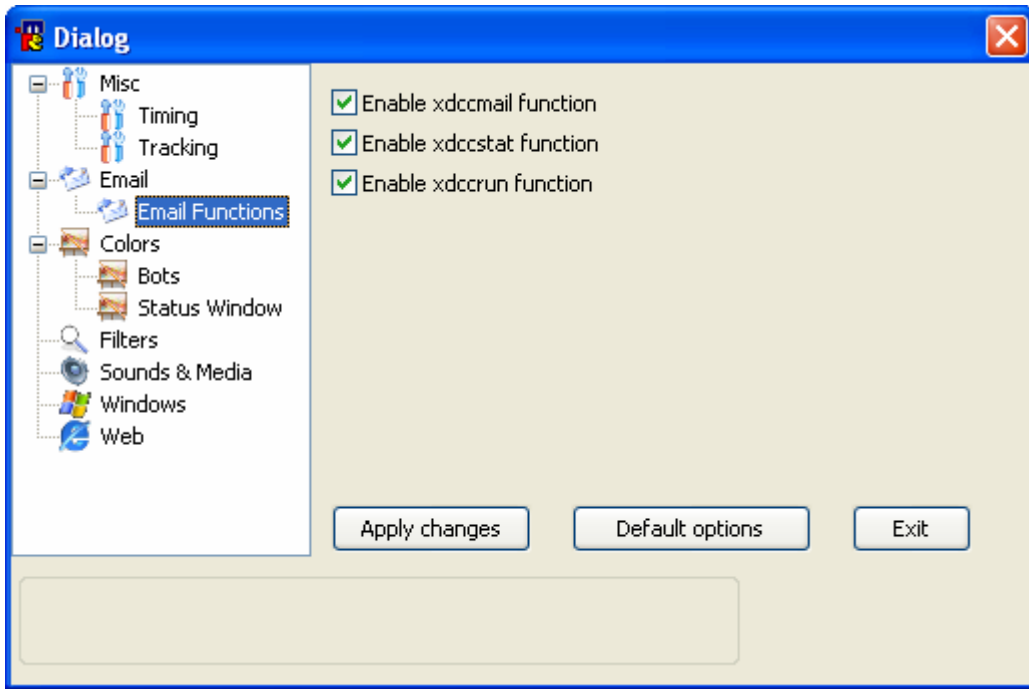 Dialog
Misc
Timing
Tracking
Email
Email Functions
Colors
Bots
Status Window
Filters
Sounds & Media
Windows
Web
Enable xdccmail function
Enable xdccstat function
Enable xdccrun function
Apply changes
Default options
Exit